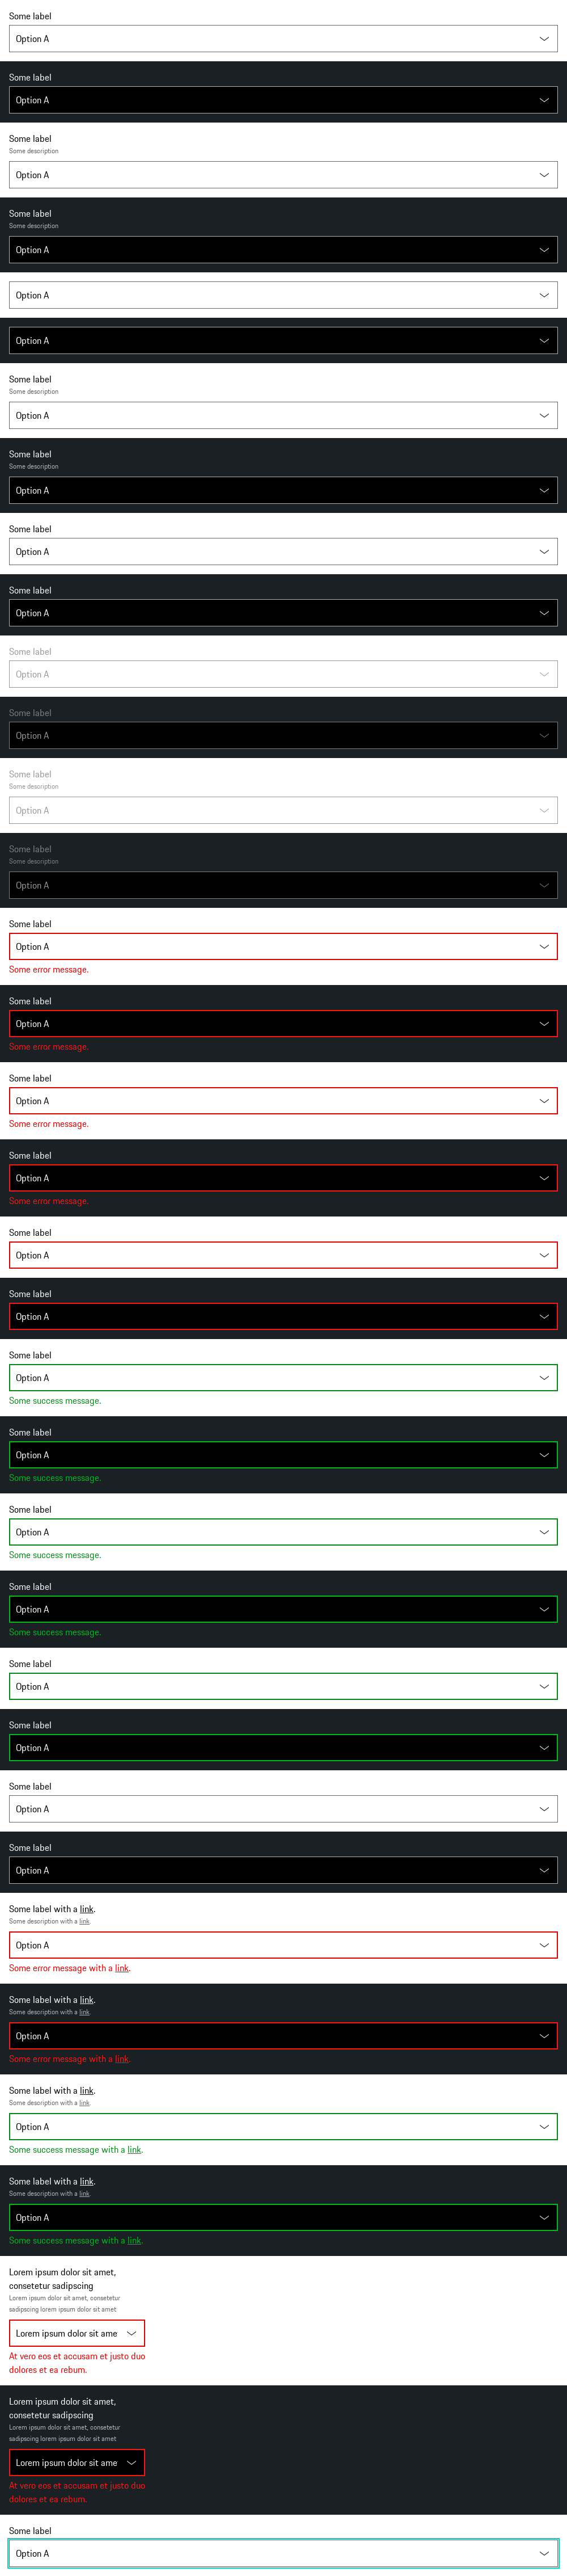 Some label
Option A
Some label
Option A
Some label
Some description
Option A
Some label
Some description
Option A
Option A
Option A
Some label
Some description
Option A
Some label
Some description
Option A
Some label
Option A
Some label
Option A
Some label
Option A
Some label
Option A
Some label
Some description
Option A
Some label
Some description
Option A
Some label
Option A
Some error message.
Some label
Option A
Some error message.
Some label
Option A
Some error message.
Some label
Option A
Some error message.
Some label
Option A
Some label
Option A
Some label
Option A
Some success message.
Some label
Option A
Some success message.
Some label
Option A
Some success message.
Some label
Option A
Some success message.
Some label
Option A
Some label
Option A
Some label
Option A
Some label
Option A
Some label with a link.
Some description with a link.
Option A
Some error message with a link.
Some label with a link.
Some description with a link.
Option A
Some error message with a link.
Some label with a link.
Some description with a link.
Option A
Some success message with a link.
Some label with a link.
Some description with a link.
Option A
Some success message with a link.
Lorem ipsum dolor sit amet,
consetetur sadipscing
Lorem ipsum dolor sit amet, consetetur
sadipscing lorem ipsum dolor sit amet
Lorem ipsum dolor sit ame
At vero eos et accusam et justo duo
dolores et ea rebum.
Lorem ipsum dolor sit amet,
consetetur sadipscing
Lorem ipsum dolor sit amet, consetetur
sadipscing lorem ipsum dolor sit amet
Lorem ipsum dolor sit ame
At vero eos et accusam et justo duo
dolores et ea rebum.
Some label
Option A